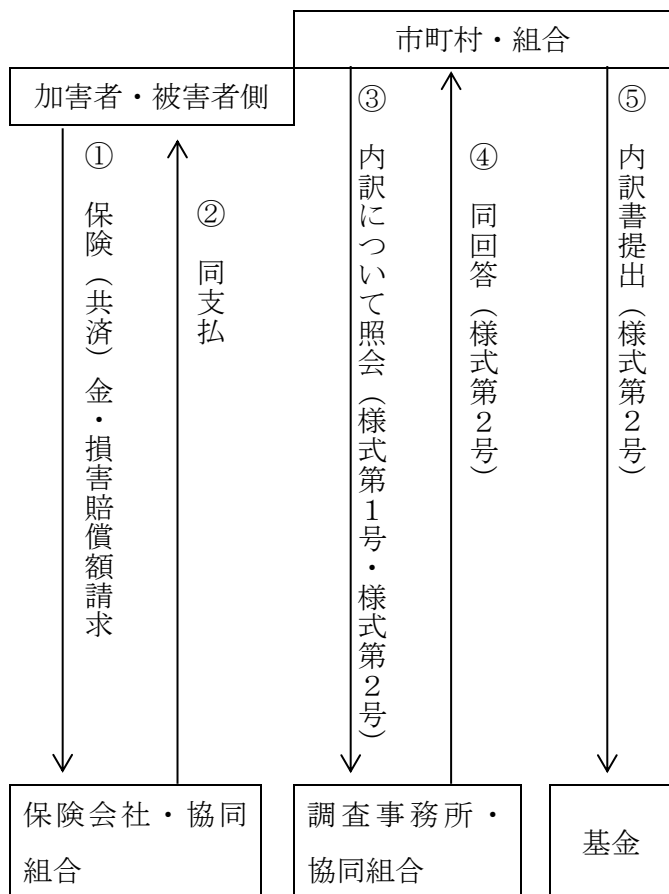 市町村・組合
加害者・被害者側
① 保険(共済)金・損害賠償額請求
② 同支払
③ 内訳について照会(様式第1号・様式第2号)
④ 同回答(様式第2号)
⑤ 内訳書提出(様式第2号)
保険会社・協同
組合
調査事務所・
協同組合
基金